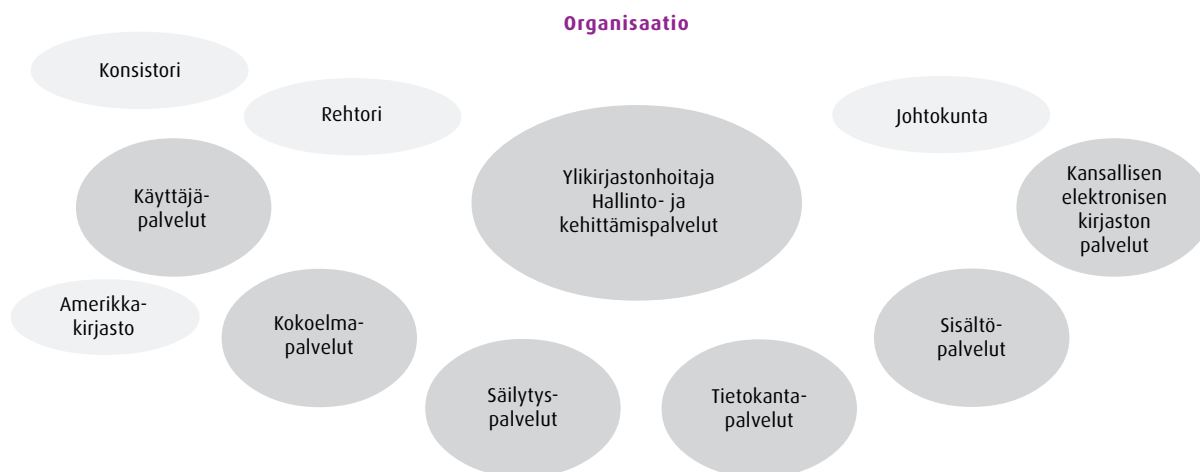 Organisaatio
Konsistori
Rehtori
Johtokunta
Käyttäjä-
palvelut
Ylikirjastonhoitaja
Hallinto- ja
kehittämispalvelut
Kansallisen
elektronisen
kirjaston
palvelut
Amerikka-
kirjasto
Kokoelma-
palvelut
Sisältö-
palvelut
Säilytys-
palvelut
Tietokanta-
palvelut